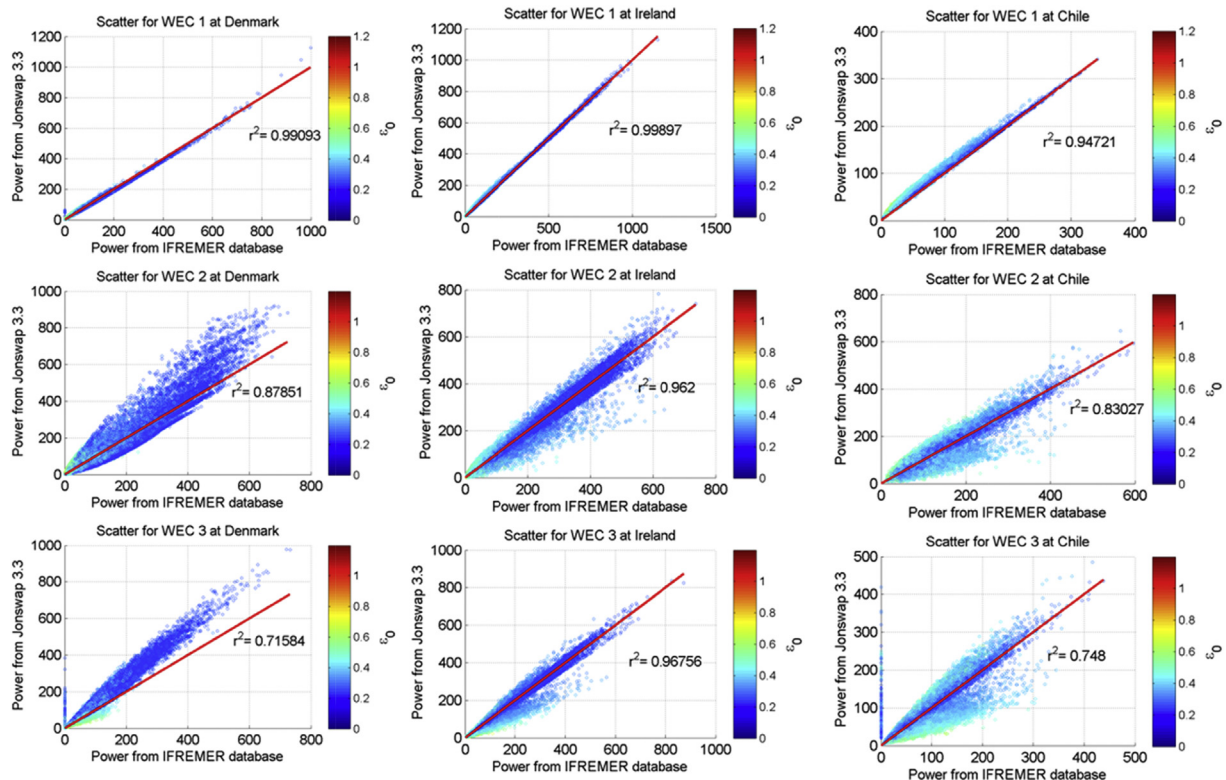 Scatter for WEC 1 at Denmark
Power from Jonswap 3.3
1200
1000
800
600
400
200
0
0 200 400 600 800 1000
Power from IFREMER database
r²= 0.99093
1.2
1
0.8
0.6
0.4
0.2
0
ε0
Scatter for WEC 1 at Ireland
Power from Jonswap 3.3
1200
1000
800
600
400
200
0
0 500 1000 1500
Power from IFREMER database
r²= 0.99897
1.2
1
0.8
0.6
0.4
0.2
0
ε0
Scatter for WEC 1 at Chile
Power from Jonswap 3.3
400
300
200
100
0
0 100 200 300 400
Power from IFREMER database
r²= 0.94721
1.2
1
0.8
0.6
0.4
0.2
0
ε0
Scatter for WEC 2 at Denmark
Power from Jonswap 3.3
1000
800
600
400
200
0
0 200 400 600 800
Power from IFREMER database
r²= 0.87851
1
0.8
0.6
0.4
0.2
0
ε0
Scatter for WEC 2 at Ireland
Power from Jonswap 3.3
800
600
400
200
0
0 200 400 600 800
Power from IFREMER database
r²= 0.962
1
0.8
0.6
0.4
0.2
0
ε0
Scatter for WEC 2 at Chile
Power from Jonswap 3.3
800
600
400
200
0
0 200 400 600
Power from IFREMER database
r²= 0.83027
1
0.8
0.6
0.4
0.2
0
ε0
Scatter for WEC 3 at Denmark
Power from Jonswap 3.3
1000
800
600
400
200
0
0 200 400 600 800
Power from IFREMER database
r²= 0.71584
1
0.8
0.6
0.4
0.2
0
ε0
Scatter for WEC 3 at Ireland
Power from Jonswap 3.3
1000
800
600
400
200
0
0 200 400 600 800 1000
Power from IFREMER database
r²= 0.96756
1
0.8
0.6
0.4
0.2
0
ε0
Scatter for WEC 3 at Chile
Power from Jonswap 3.3
500
400
300
200
100
0
0 100 200 300 400 500
Power from IFREMER database
r²= 0.748
1
0.8
0.6
0.4
0.2
0
ε0